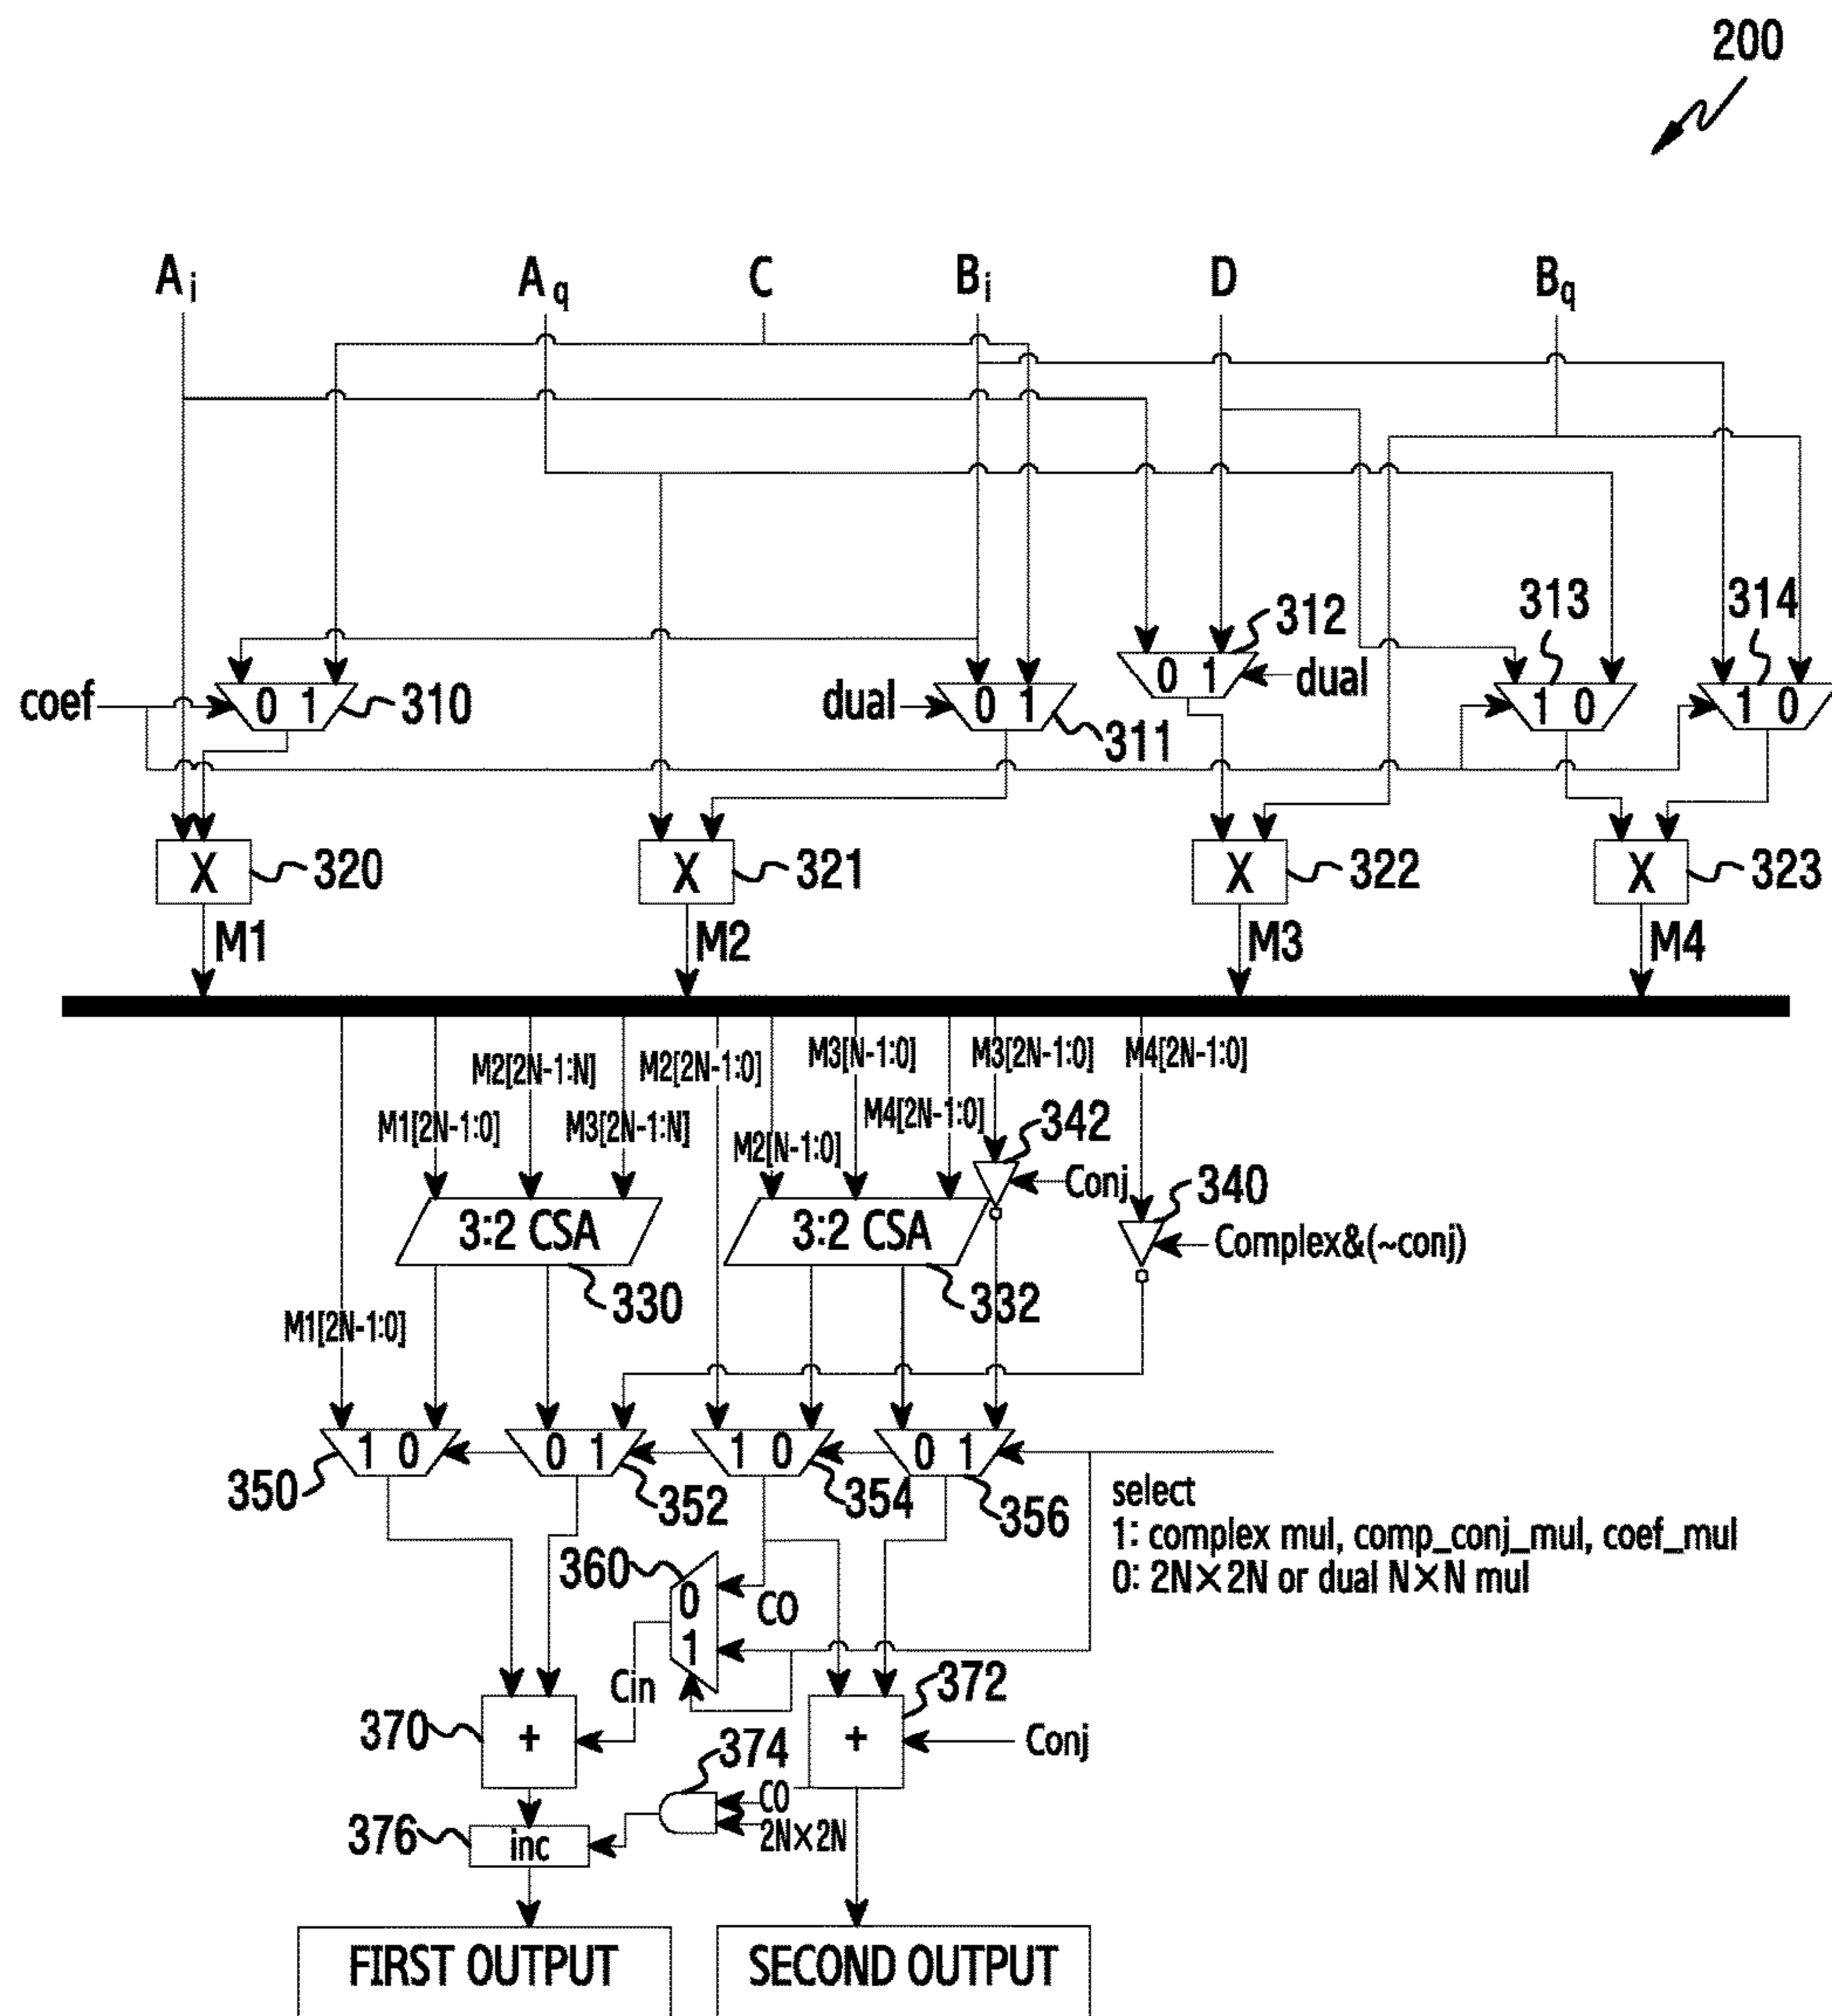 200
A i
A q
C
B i
D
B q
coef
0 1
310
dual
0 1
311
312
0 1
dual
313
1 0
314
1 0
X
320
X
321
X
322
X
323
M1
M2
M3
M4
M1[2N-1:0]
M1[2N-1:0]
M2[2N-1:N]
M3[2N-1:N]
M2[2N-1:0]
M2[N-1:0]
M3[N-1:0]
M4[2N-1:0]
M3[2N-1:0]
M4[2N-1:0]
342
Conj
340
Complex&(~conj)
3:2 CSA
330
3:2 CSA
332
1 0
350
0 1
352
1 0
354
0 1
356
select
1: complex mul, comp_conj_mul, coef_mul
0: 2N×2N or dual N×N mul
360
0
1
CO
Cin
370
+
372
+
Conj
374
CO
2N×2N
376
inc
FIRST OUTPUT
SECOND OUTPUT